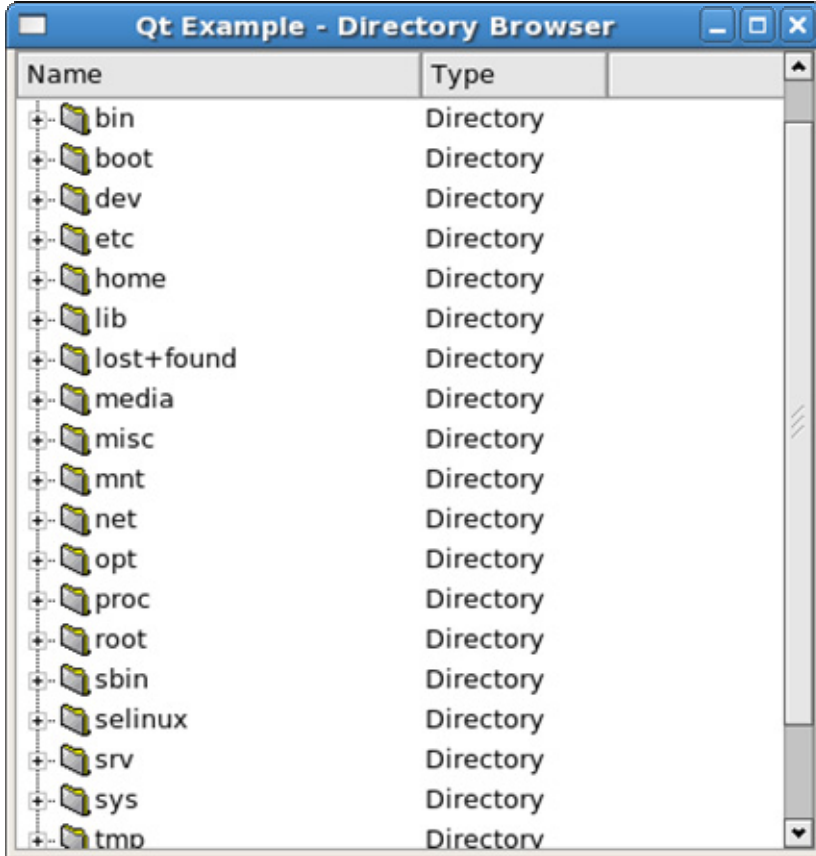 Qt Example - Directory Browser
Name Type
bin Directory
boot Directory
dev Directory
etc Directory
home Directory
lib Directory
lost+found Directory
media Directory
misc Directory
mnt Directory
net Directory
opt Directory
proc Directory
root Directory
sbin Directory
selinux Directory
srv Directory
sys Directory
tmp Directory